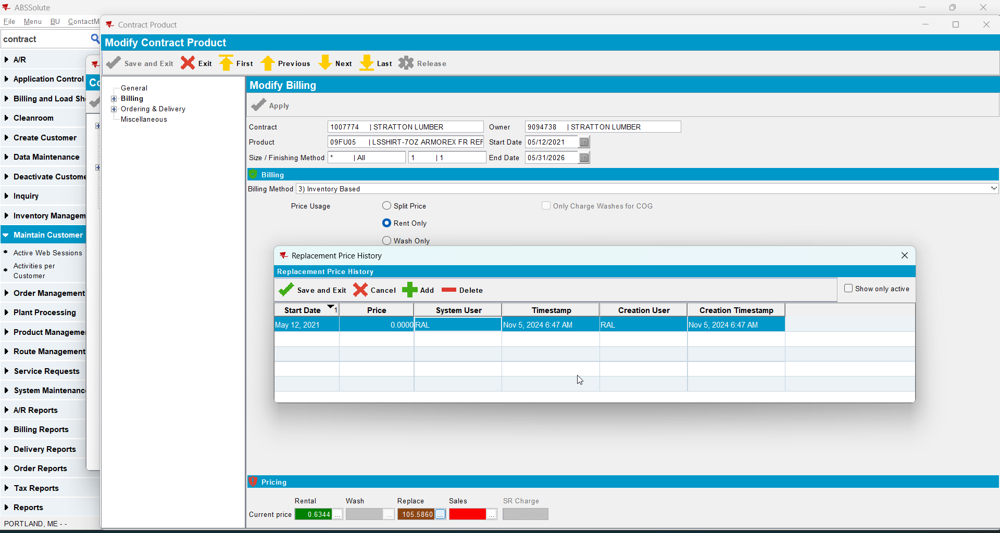 ABSSolute
File Menu BU ContactM
contract
A/R
Application Control
Billing and Load Sh
Cleanroom
Create Customer
Data Maintenance
Deactivate Custome
Inquiry
Inventory Managem
Maintain Customer
Active Web Sessions
Activities per
Customer
Order Management
Plant Processing
Product Manageme
Route Management
Service Requests
System Maintenanc
A/R Reports
Billing Reports
Delivery Reports
Order Reports
Tax Reports
Reports
PORTLAND, ME - -
Co
Contract Product
Modify Contract Product
Save and Exit Exit First Previous Next Last Release
General
Billing
Ordering & Delivery
Miscellaneous
Modify Billing
Apply
Contract 1007774 | STRATTON LUMBER Owner 9094738 | STRATTON LUMBER
Product 09FU05 | LSSHIRT-7OZ ARMOREX FR REF Start Date 05/12/2021 16
Size / Finishing Method * | All 1 | 1 End Date 05/31/2026 16
Billing
Billing Method 3) Inventory Based
Price Usage Split Price Only Charge Washes for COG
Rent Only
Wash Only
Replacement Price History
Replacement Price History
Save and Exit Cancel Add Delete Show only active
Start Date 1 Price System User Timestamp Creation User Creation Timestamp
May 12, 2021 0.0000 RAL Nov 5, 2024 6:47 AM RAL Nov 5, 2024 6:47 AM
Pricing
Rental Wash Replace Sales SR Charge
Current price 0.6344 ... ... 105.5860 ... ...